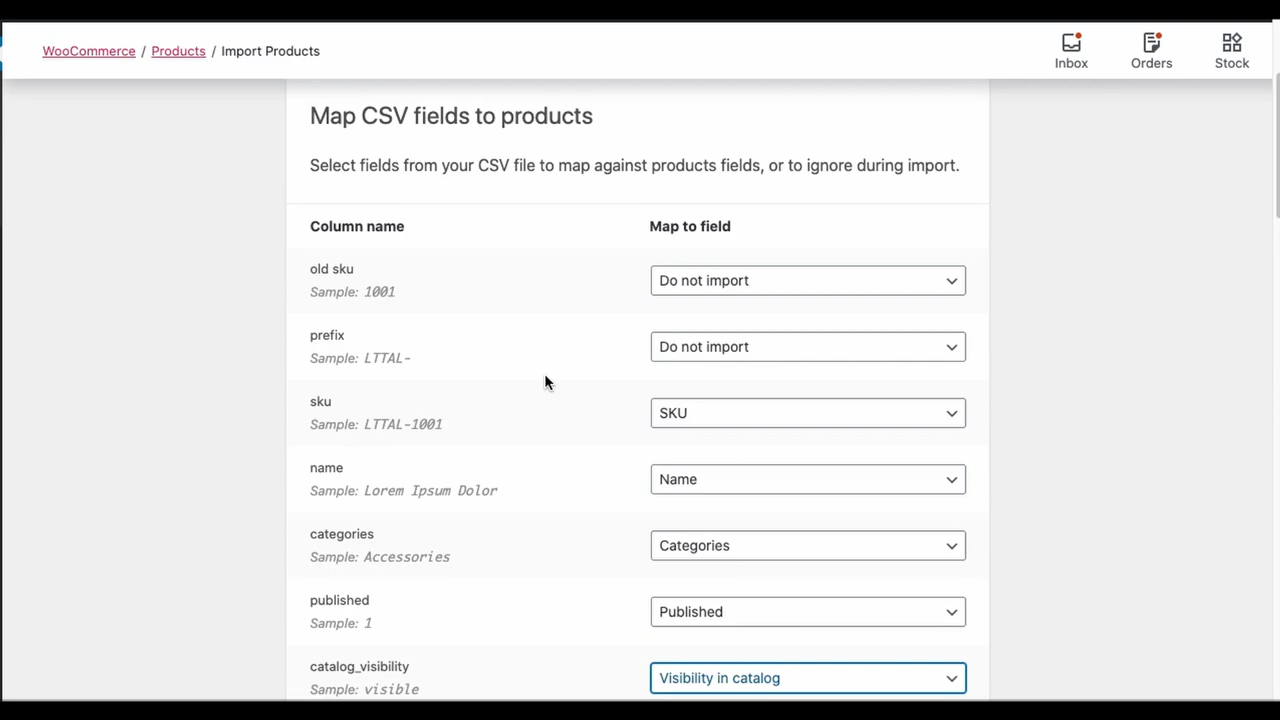 WooCommerce / Products / Import Products
Inbox
Orders
Stock
Map CSV fields to products
Select fields from your CSV file to map against products fields, or to ignore during import.
Column name Map to field
old sku
Sample: 1001
Do not import
prefix
Sample: LTTAL-
Do not import
sku
Sample: LTTAL-1001
SKU
name
Sample: Lorem Ipsum Dolor
Name
categories
Sample: Accessories
Categories
published
Sample: 1
Published
catalog_visibility
Sample: visible
Visibility in catalog